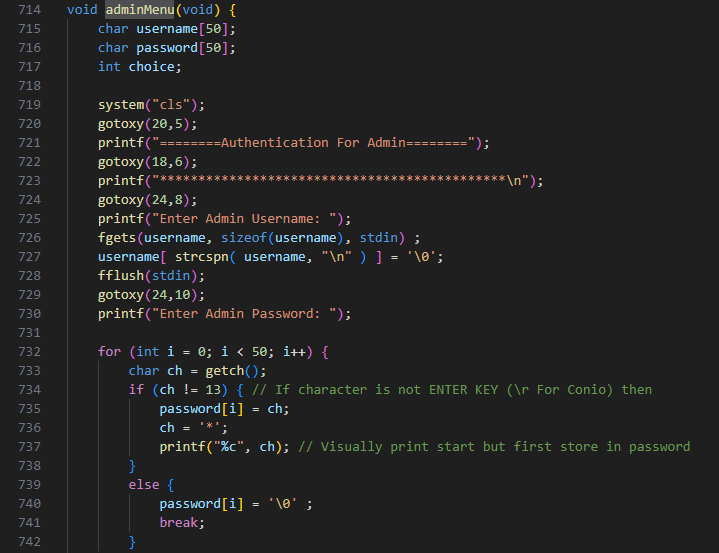 714 void adminMenu(void) {
715 char username[50];
716 char password[50];
717 int choice;
718
719 system("cls");
720 gotoxy(20,5);
721 printf("========Authentication For Admin========");
722 gotoxy(18,6);
723 printf("*********************************************\n");
724 gotoxy(24,8);
725 printf("Enter Admin Username: ");
726 fgets(username, sizeof(username), stdin) ;
727 username[ strcspn( username, "\n" ) ] = '\0';
728 fflush(stdin);
729 gotoxy(24,10);
730 printf("Enter Admin Password: ");
731
732 for (int i = 0; i < 50; i++) {
733 char ch = getch();
734 if (ch != 13) { // If character is not ENTER KEY (\r For Conio) then
735 password[i] = ch;
736 ch = '*';
737 printf("%c", ch); // Visually print start but first store in password
738 }
739 else {
740 password[i] = '\0' ;
741 break;
742 }